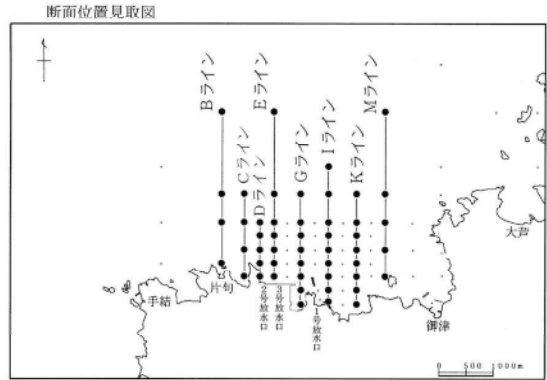 断面位置見取図
Bライン
Cライン
Dライン
Eライン
Gライン
Iライン
Kライン
Mライン
大芦
片句
手結
2号放水口
3号放水口
1号放水口
御津
0 500 1000m